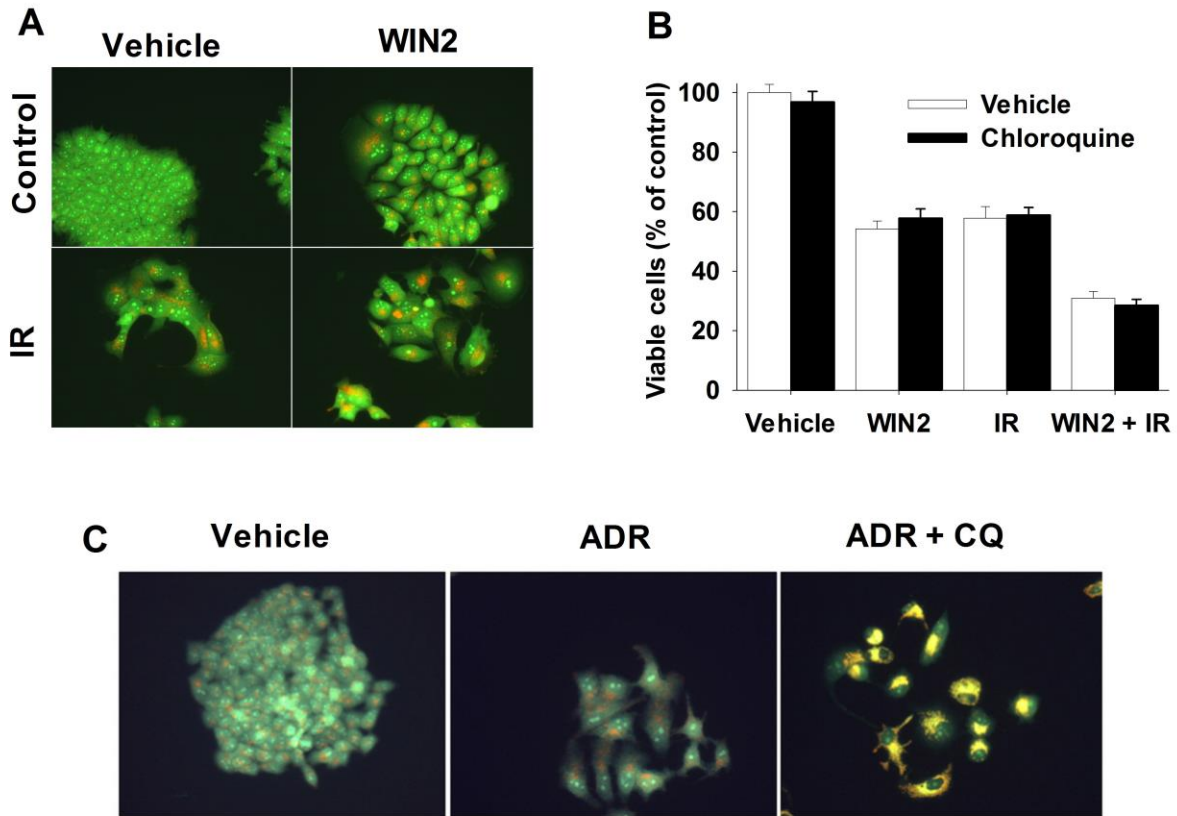 A
Vehicle WIN2
Control
IR
B
Viable cells (% of control)
100
80
60
40
20
0
Vehicle
Chloroquine
Vehicle WIN2 IR WIN2 + IR
C
Vehicle ADR ADR + CQ